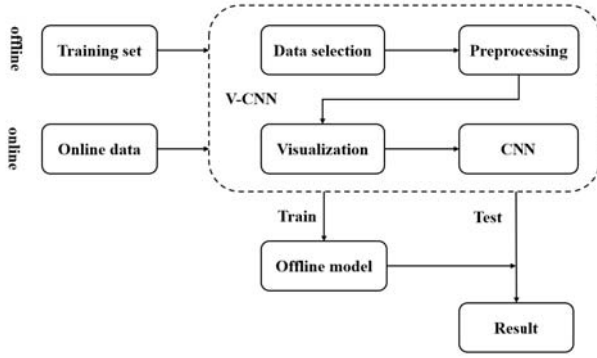 offline
Training set
Data selection
Preprocessing
V-CNN
online
Online data
Visualization
CNN
Train
Test
Offline model
Result